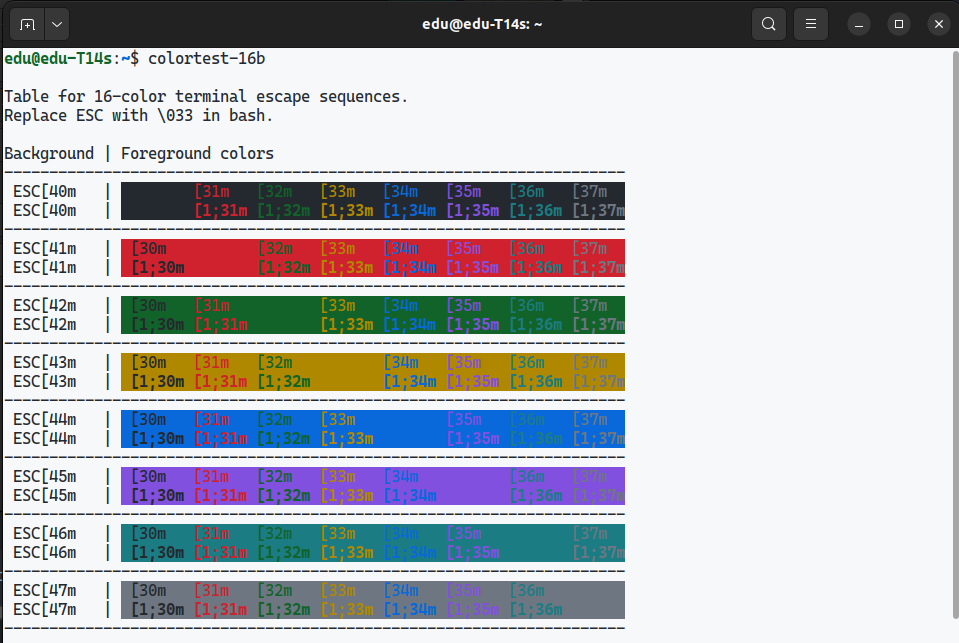 edu@edu-T14s: ~
edu@edu-T14s:~$ colortest-16b
Table for 16-color terminal escape sequences.
Replace ESC with \033 in bash.
Background | Foreground colors
---------------------------------------------------------------------
ESC[40m | [31m [32m [33m [34m [35m [36m [37m
ESC[40m | [1;31m [1;32m [1;33m [1;34m [1;35m [1;36m [1;37m
---------------------------------------------------------------------
ESC[41m | [30m [32m [33m [34m [35m [36m [37m
ESC[41m | [1;30m [1;32m [1;33m [1;34m [1;35m [1;36m [1;37m
---------------------------------------------------------------------
ESC[42m | [30m [31m [33m [34m [35m [36m [37m
ESC[42m | [1;30m [1;31m [1;33m [1;34m [1;35m [1;36m [1;37m
---------------------------------------------------------------------
ESC[43m | [30m [31m [32m [34m [35m [36m [37m
ESC[43m | [1;30m [1;31m [1;32m [1;34m [1;35m [1;36m [1;37m
---------------------------------------------------------------------
ESC[44m | [30m [31m [32m [33m [35m [36m [37m
ESC[44m | [1;30m [1;31m [1;32m [1;33m [1;35m [1;36m [1;37m
---------------------------------------------------------------------
ESC[45m | [30m [31m [32m [33m [34m [36m [37m
ESC[45m | [1;30m [1;31m [1;32m [1;33m [1;34m [1;36m [1;37m
---------------------------------------------------------------------
ESC[46m | [30m [31m [32m [33m [34m [35m [37m
ESC[46m | [1;30m [1;31m [1;32m [1;33m [1;34m [1;35m [1;37m
---------------------------------------------------------------------
ESC[47m | [30m [31m [32m [33m [34m [35m [36m
ESC[47m | [1;30m [1;31m [1;32m [1;33m [1;34m [1;35m [1;36m
---------------------------------------------------------------------